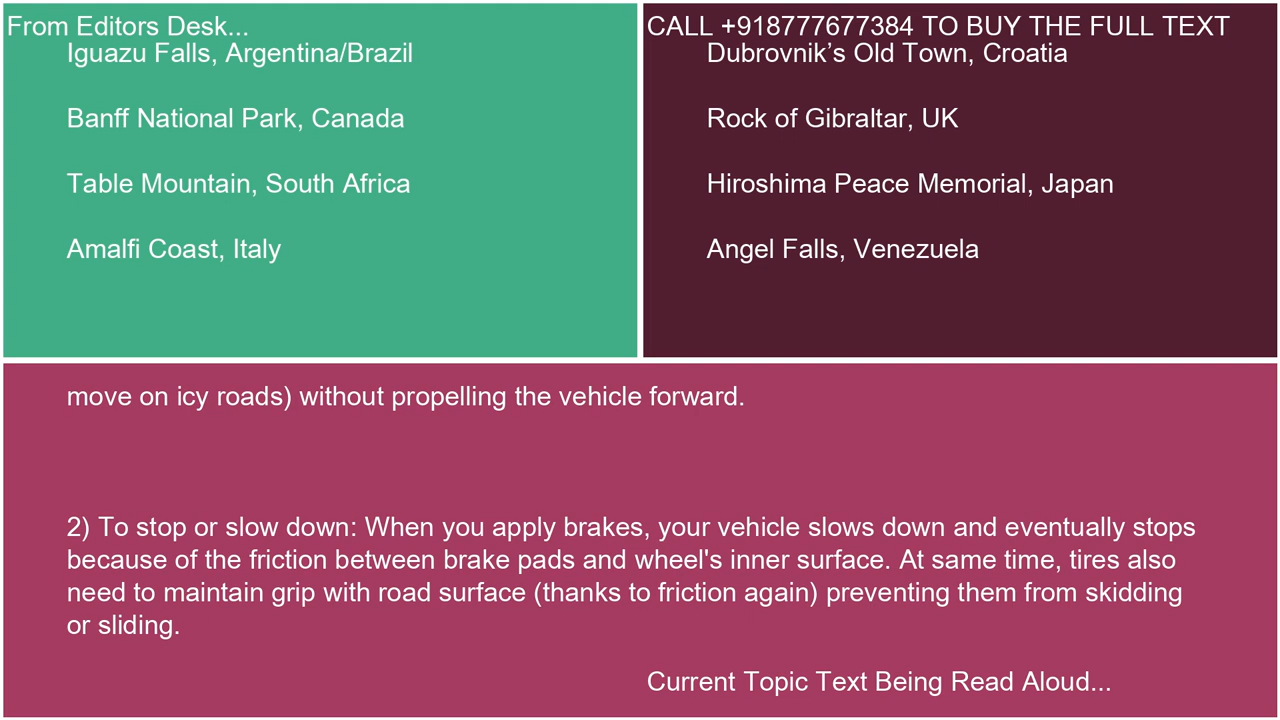 From Editors Desk...
Iguazu Falls, Argentina/Brazil
Banff National Park, Canada
Table Mountain, South Africa
Amalfi Coast, Italy
CALL +918777677384 TO BUY THE FULL TEXT
Dubrovnik’s Old Town, Croatia
Rock of Gibraltar, UK
Hiroshima Peace Memorial, Japan
Angel Falls, Venezuela
move on icy roads) without propelling the vehicle forward.
2) To stop or slow down: When you apply brakes, your vehicle slows down and eventually stops
because of the friction between brake pads and wheel's inner surface. At same time, tires also
need to maintain grip with road surface (thanks to friction again) preventing them from skidding
or sliding.
Current Topic Text Being Read Aloud...